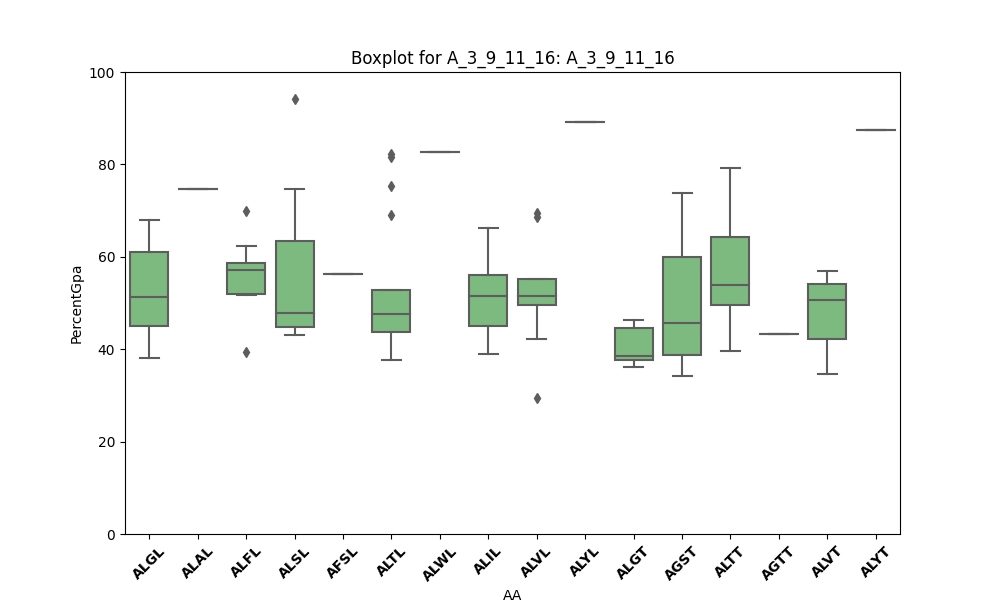 Boxplot for A_3_9_11_16: A_3_9_11_16
100
80
60
40
20
0
PercentGpa
ALGL ALAL ALFL ALSL AFSL ALTL ALWL ALIL ALVL ALYL ALGT AGST ALTT AGTT ALVT ALYT
AA